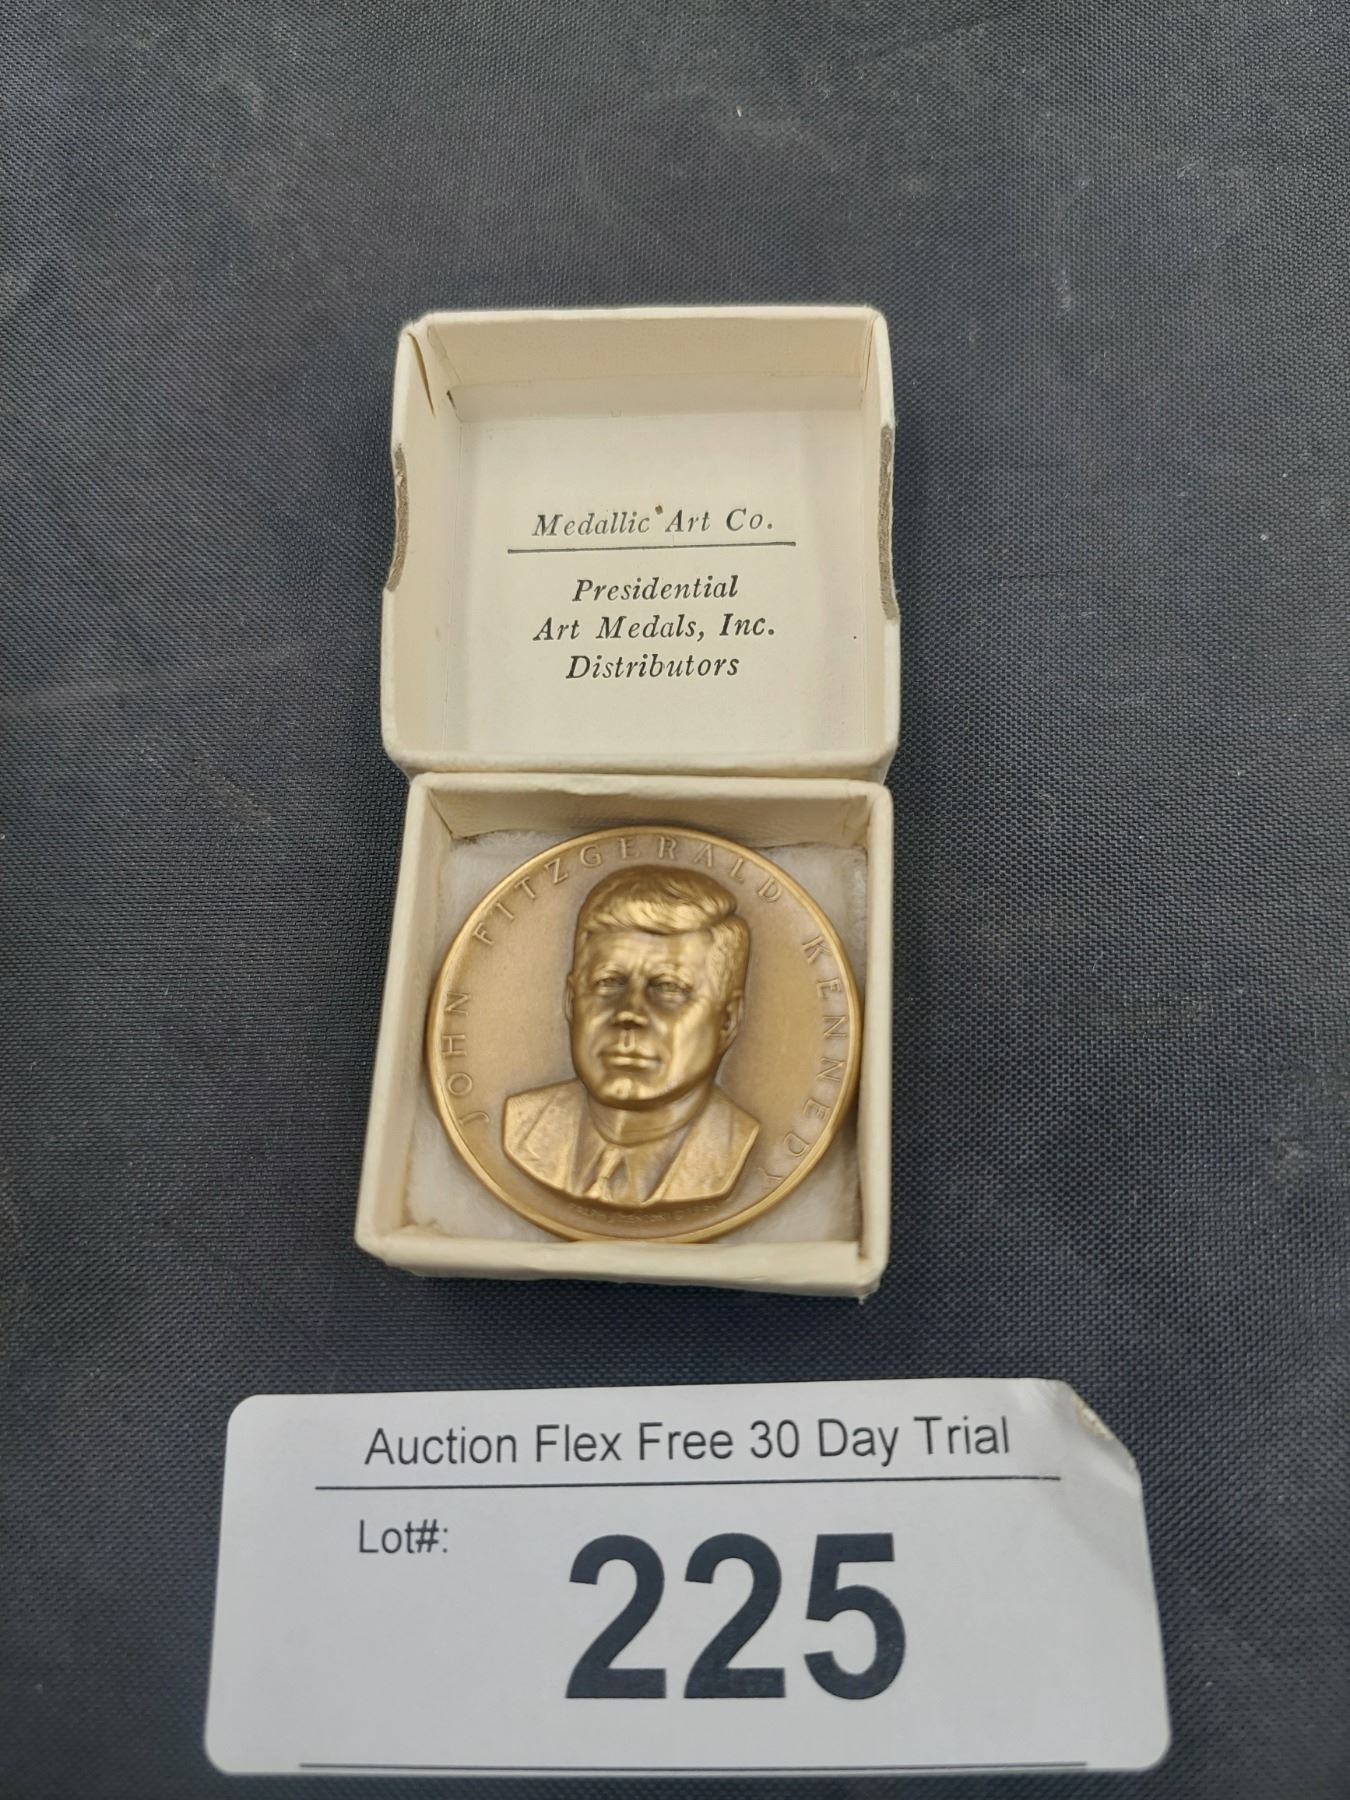 Medallic Art Co.
Presidential
Art Medals, Inc.
Distributors
JOHN FITZGERALD KENNEDY
Auction Flex Free 30 Day Trial
Lot#:
225